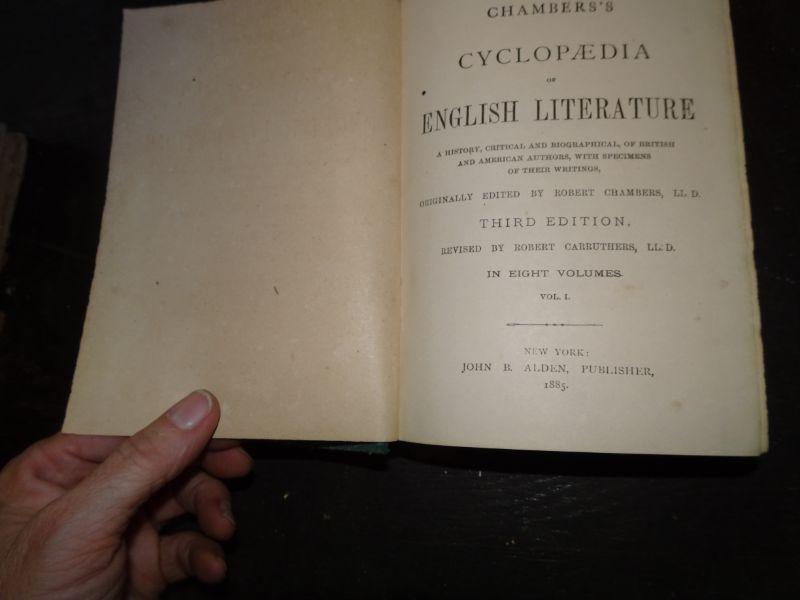 CHAMBERS'S
CYCLOPÆDIA
OF
ENGLISH LITERATURE
A HISTORY, CRITICAL AND BIOGRAPHICAL, OF BRITISH
AND AMERICAN AUTHORS, WITH SPECIMENS
OF THEIR WRITINGS,
ORIGINALLY EDITED BY ROBERT CHAMBERS, LL.D.
THIRD EDITION,
REVISED BY ROBERT CARRUTHERS, LL.D.
IN EIGHT VOLUMES.
VOL. I.
NEW YORK:
JOHN B. ALDEN, PUBLISHER,
1885.